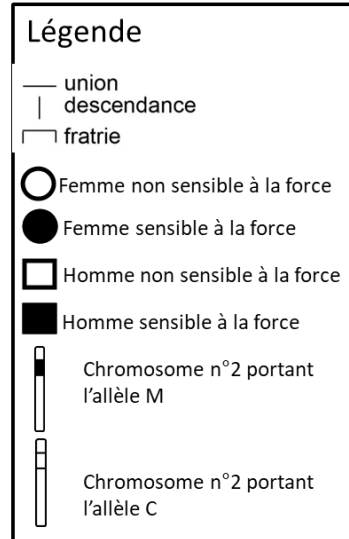 Légende
union
descendance
fratrie
Femme non sensible à la force
Femme sensible à la force
Homme non sensible à la force
Homme sensible à la force
Chromosome n°2 portant
l'allèle M
Chromosome n°2 portant
l'allèle C